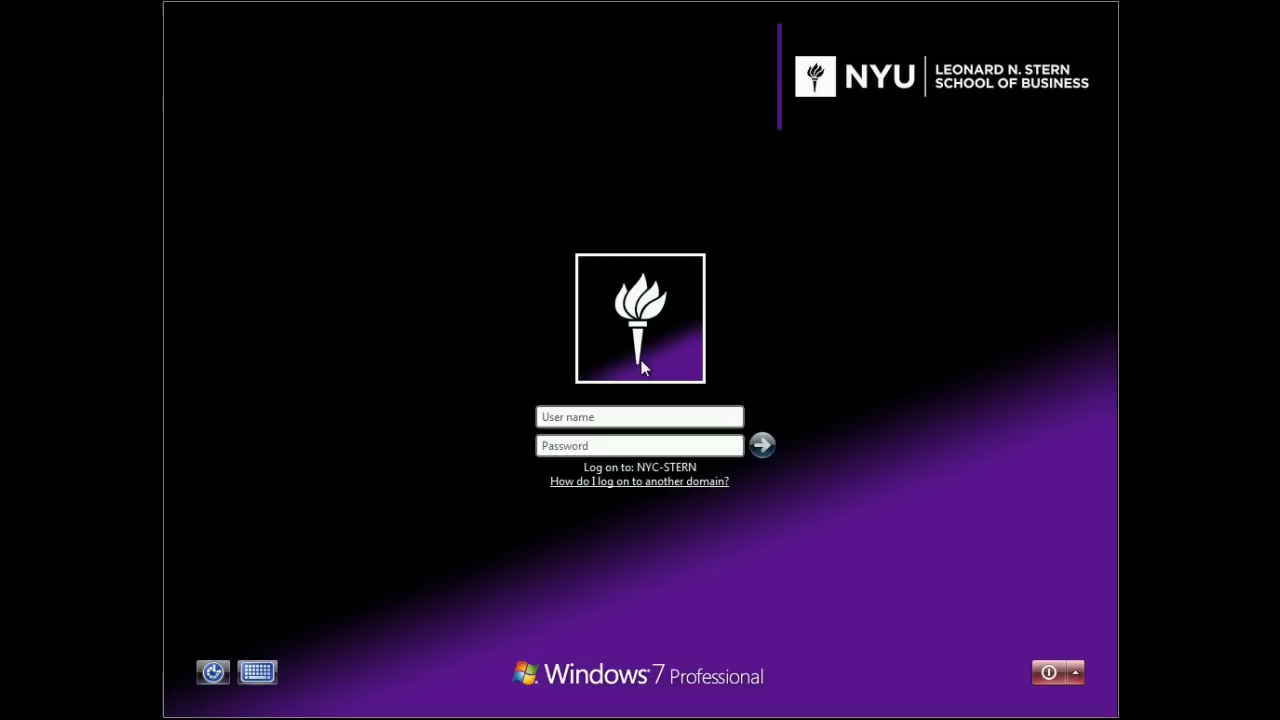 NYU
LEONARD N. STERN
SCHOOL OF BUSINESS
User name
Password
Log on to: NYC-STERN
How do I log on to another domain?
Windows 7 Professional